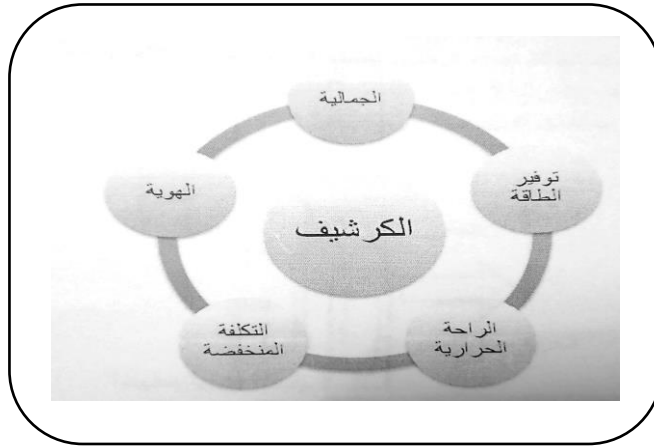 الجمالية
توفير
الطاقة
الهوية
الكرشيف
الراحة
الحرارية
التكلفة
المنخفضة